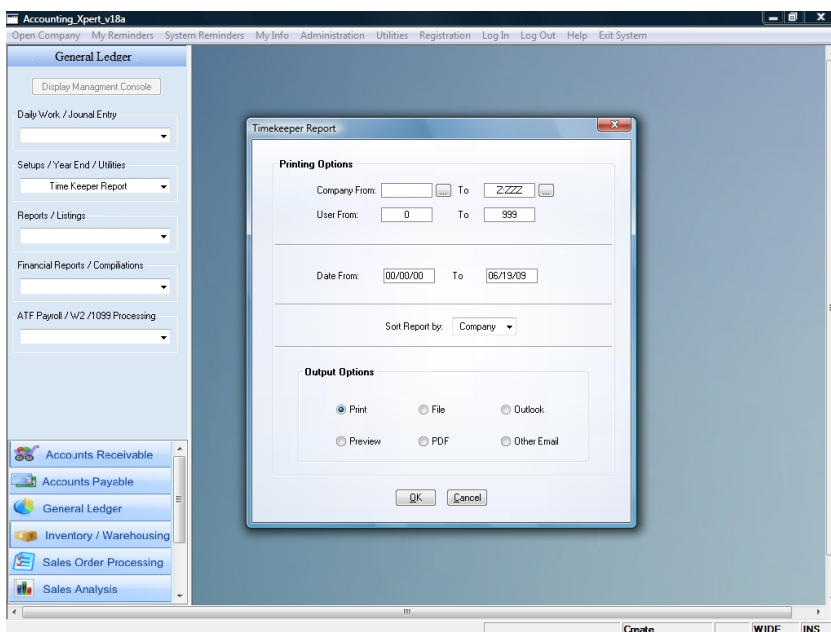 Accounting_Xpert_v18a
Open Company My Reminders System Reminders My Info Administration Utilities Registration Log In Log Out Help Exit System
General Ledger
Display Managment Console
Daily Work / Jounal Entry
Setups / Year End / Utilities
Time Keeper Report
Reports / Listings
Financial Reports / Compiliations
ATF Payroll / W2 /1099 Processing
Accounts Receivable
Accounts Payable
General Ledger
Inventory / Warehousing
Sales Order Processing
Sales Analysis
Timekeeper Report
Printing Options
Company From: ... To Z:ZZZ ...
User From: 0 To 999
Date From: 00/00/00 To 06/19/09
Sort Report by: Company
Output Options
Print File Outlook
Preview PDF Other Email
OK Cancel
Create WIDE INS